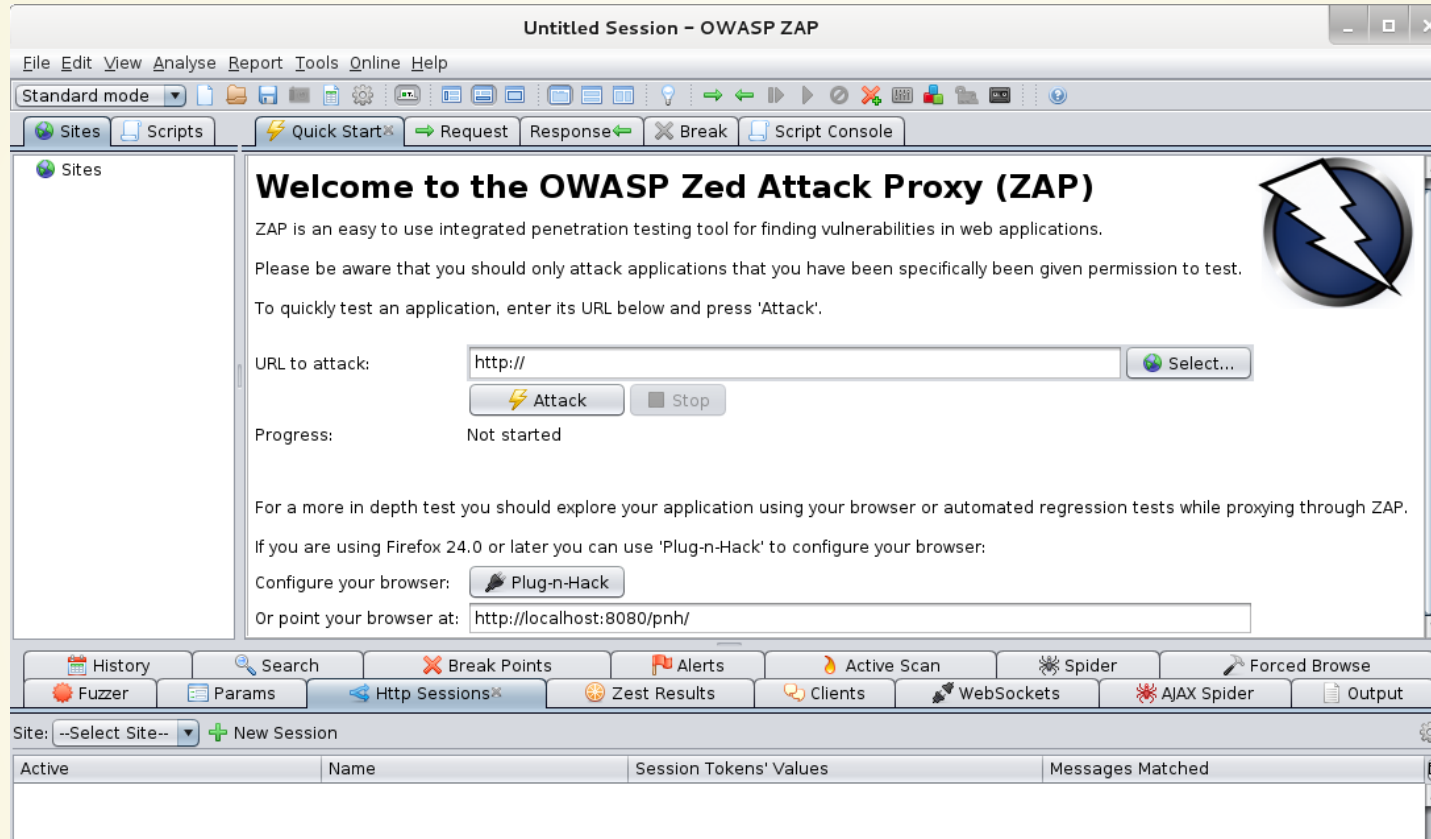 Untitled Session - OWASP ZAP
File Edit View Analyse Report Tools Online Help
Standard mode
Sites Scripts Quick Start Request Response Break Script Console
Sites
Welcome to the OWASP Zed Attack Proxy (ZAP)
ZAP is an easy to use integrated penetration testing tool for finding vulnerabilities in web applications.
Please be aware that you should only attack applications that you have been specifically been given permission to test.
To quickly test an application, enter its URL below and press 'Attack'.
URL to attack: http:// Select...
Attack Stop
Progress: Not started
For a more in depth test you should explore your application using your browser or automated regression tests while proxying through ZAP.
If you are using Firefox 24.0 or later you can use 'Plug-n-Hack' to configure your browser:
Configure your browser: Plug-n-Hack
Or point your browser at: http://localhost:8080/pnh/
History Search Break Points Alerts Active Scan Spider Forced Browse
Fuzzer Params Http Sessions Zest Results Clients WebSockets AJAX Spider Output
Site: --Select Site-- New Session
Active Name Session Tokens' Values Messages Matched